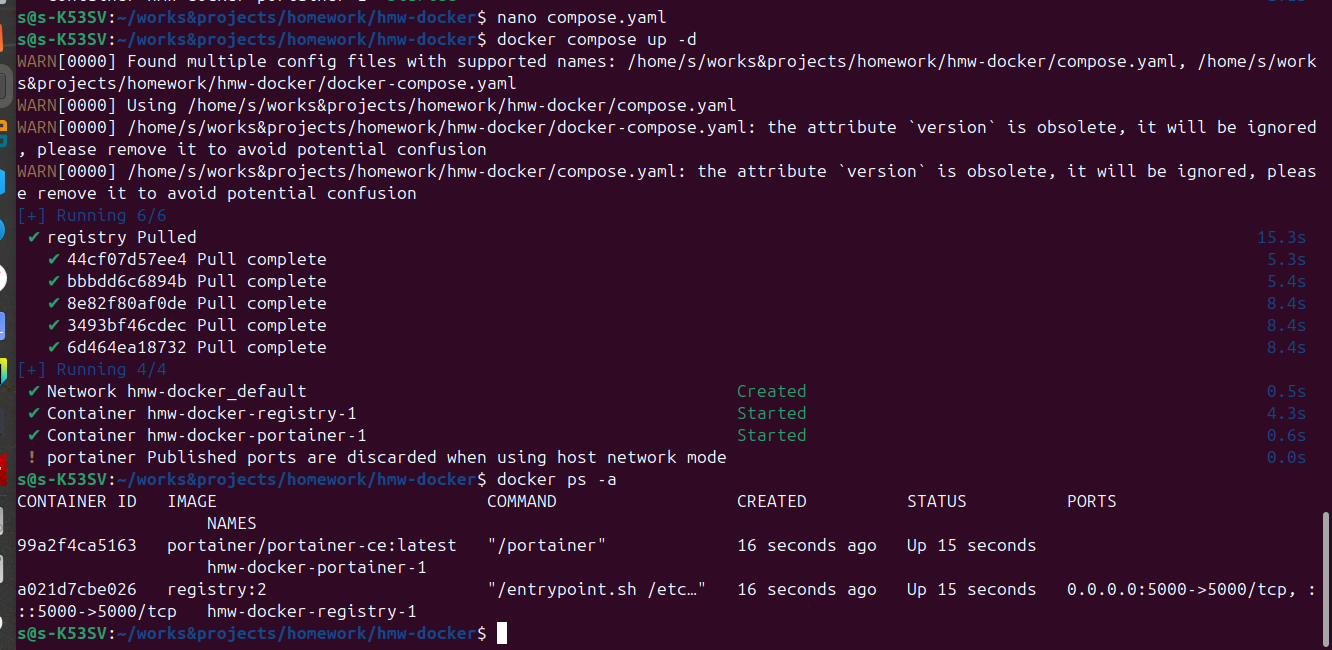 s@s-K53SV:~/works&projects/homework/hmw-docker$ nano compose.yaml
s@s-K53SV:~/works&projects/homework/hmw-docker$ docker compose up -d
WARN[0000] Found multiple config files with supported names: /home/s/works&projects/homework/hmw-docker/compose.yaml, /home/s/work
s&projects/homework/hmw-docker/docker-compose.yaml
WARN[0000] Using /home/s/works&projects/homework/hmw-docker/compose.yaml
WARN[0000] /home/s/works&projects/homework/hmw-docker/docker-compose.yaml: the attribute `version` is obsolete, it will be ignored
, please remove it to avoid potential confusion
WARN[0000] /home/s/works&projects/homework/hmw-docker/compose.yaml: the attribute `version` is obsolete, it will be ignored, pleas
e remove it to avoid potential confusion
[+] Running 6/6
✔ registry Pulled 15.3s
✔ 44cf07d57ee4 Pull complete 5.3s
✔ bbbdd6c6894b Pull complete 5.4s
✔ 8e82f80af0de Pull complete 8.4s
✔ 3493bf46cdec Pull complete 8.4s
✔ 6d464ea18732 Pull complete 8.4s
[+] Running 4/4
✔ Network hmw-docker_default Created 0.5s
✔ Container hmw-docker-registry-1 Started 4.3s
✔ Container hmw-docker-portainer-1 Started 0.6s
! portainer Published ports are discarded when using host network mode 0.0s
s@s-K53SV:~/works&projects/homework/hmw-docker$ docker ps -a
CONTAINER ID IMAGE COMMAND CREATED STATUS PORTS
NAMES
99a2f4ca5163 portainer/portainer-ce:latest "/portainer" 16 seconds ago Up 15 seconds
hmw-docker-portainer-1
a021d7cbe026 registry:2 "/entrypoint.sh /etc…" 16 seconds ago Up 15 seconds 0.0.0.0:5000->5000/tcp, :
::5000->5000/tcp hmw-docker-registry-1
s@s-K53SV:~/works&projects/homework/hmw-docker$